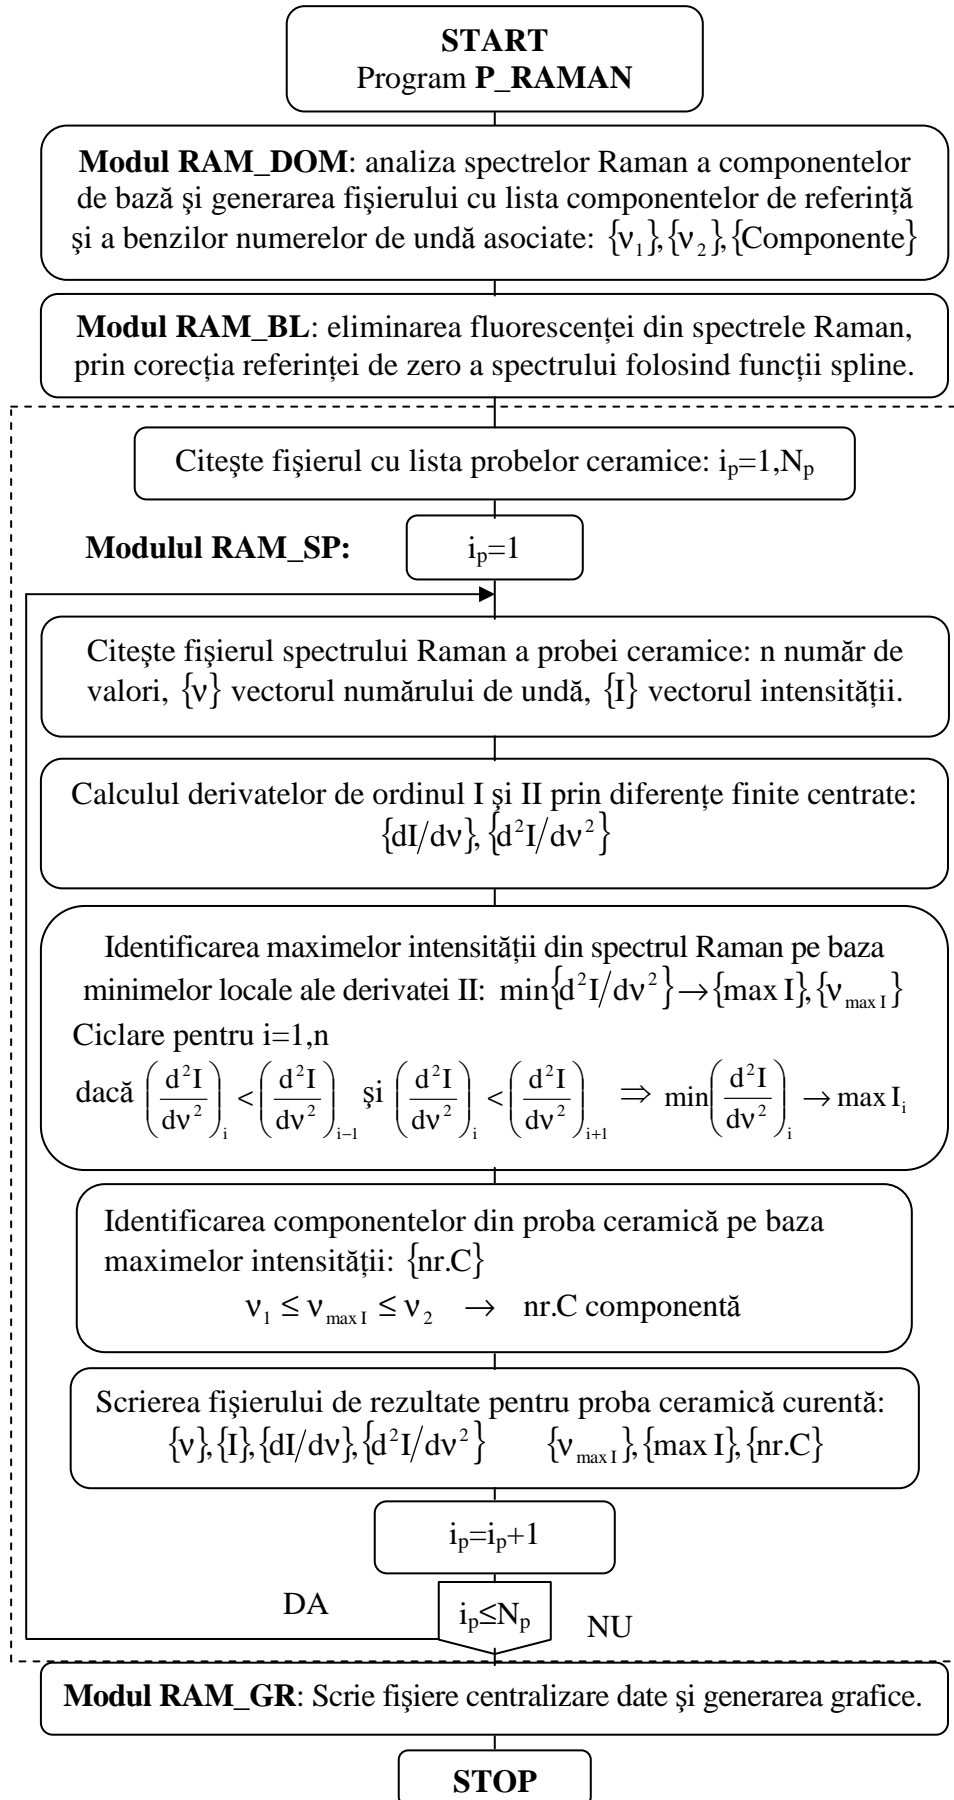 START
Program P_RAMAN
Modul RAM_DOM: analiza spectrelor Raman a componentelor
de bază şi generarea fişierului cu lista componentelor de referinţă
şi a benzilor numerelor de undă asociate: {ν₁},{ν₂},{Componente}
Modul RAM_BL: eliminarea fluorescenţei din spectrele Raman,
prin corecţia referinţei de zero a spectrului folosind funcţii spline.
Citeşte fişierul cu lista probelor ceramice: iₚ=1,Nₚ
Modulul RAM_SP: iₚ=1
Citeşte fişierul spectrului Raman a probei ceramice: n număr de
valori, {ν} vectorul numărului de undă, {I} vectorul intensităţii.
Calculul derivatelor de ordinul I şi II prin diferenţe finite centrate:
{dI/dν}, {d²I/dν²}
Identificarea maximelor intensităţii din spectrul Raman pe baza
minimelor locale ale derivatei II: min{d²I/dν²}→{max I},{ν_max I}
Ciclare pentru i=1,n
dacă (d²I/dν²)_i < (d²I/dν²)_i−1 şi (d²I/dν²)_i < (d²I/dν²)_i+1 ⇒ min(d²I/dν²)_i → max I_i
Identificarea componentelor din proba ceramică pe baza
maximelor intensităţii: {nr.C}
ν₁ ≤ ν_max I ≤ ν₂ → nr.C componentă
Scrierea fişierului de rezultate pentru proba ceramică curentă:
{ν},{I},{dI/dν},{d²I/dν²} {ν_max I},{max I},{nr.C}
iₚ=iₚ+1
DA
iₚ≤Nₚ
NU
Modul RAM_GR: Scrie fişiere centralizare date şi generarea grafice.
STOP